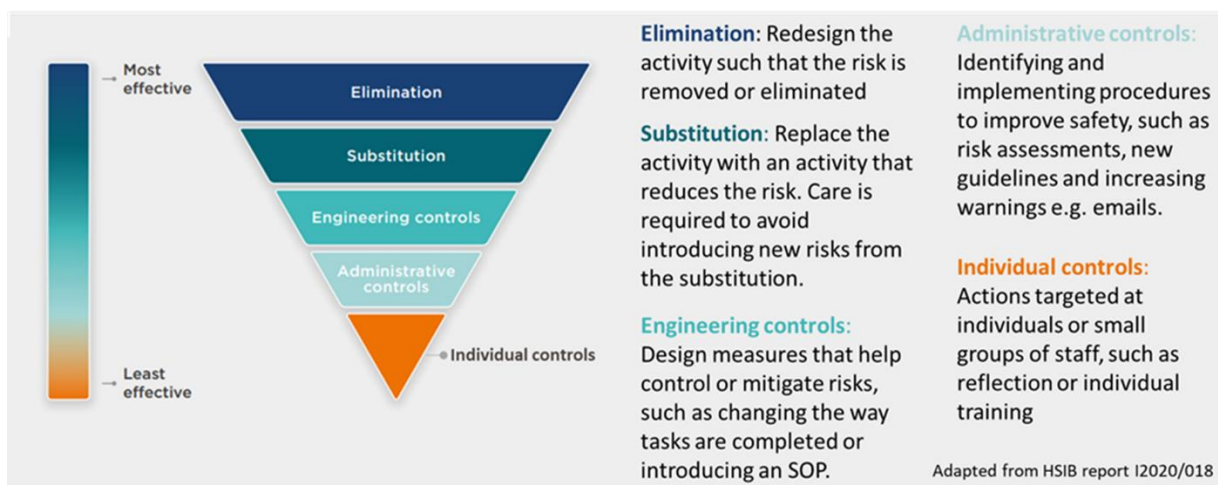 Most
effective
Elimination
Substitution
Engineering controls
Administrative
controls
Individual controls
Least
effective
Elimination: Redesign the
activity such that the risk is
removed or eliminated
Substitution: Replace the
activity with an activity that
reduces the risk. Care is
required to avoid
introducing new risks from
the substitution.
Engineering controls:
Design measures that help
control or mitigate risks,
such as changing the way
tasks are completed or
introducing an SOP.
Administrative controls:
Identifying and
implementing procedures
to improve safety, such as
risk assessments, new
guidelines and increasing
warnings e.g. emails.
Individual controls:
Actions targeted at
individuals or small
groups of staff, such as
reflection or individual
training
Adapted from HSIB report I2020/018